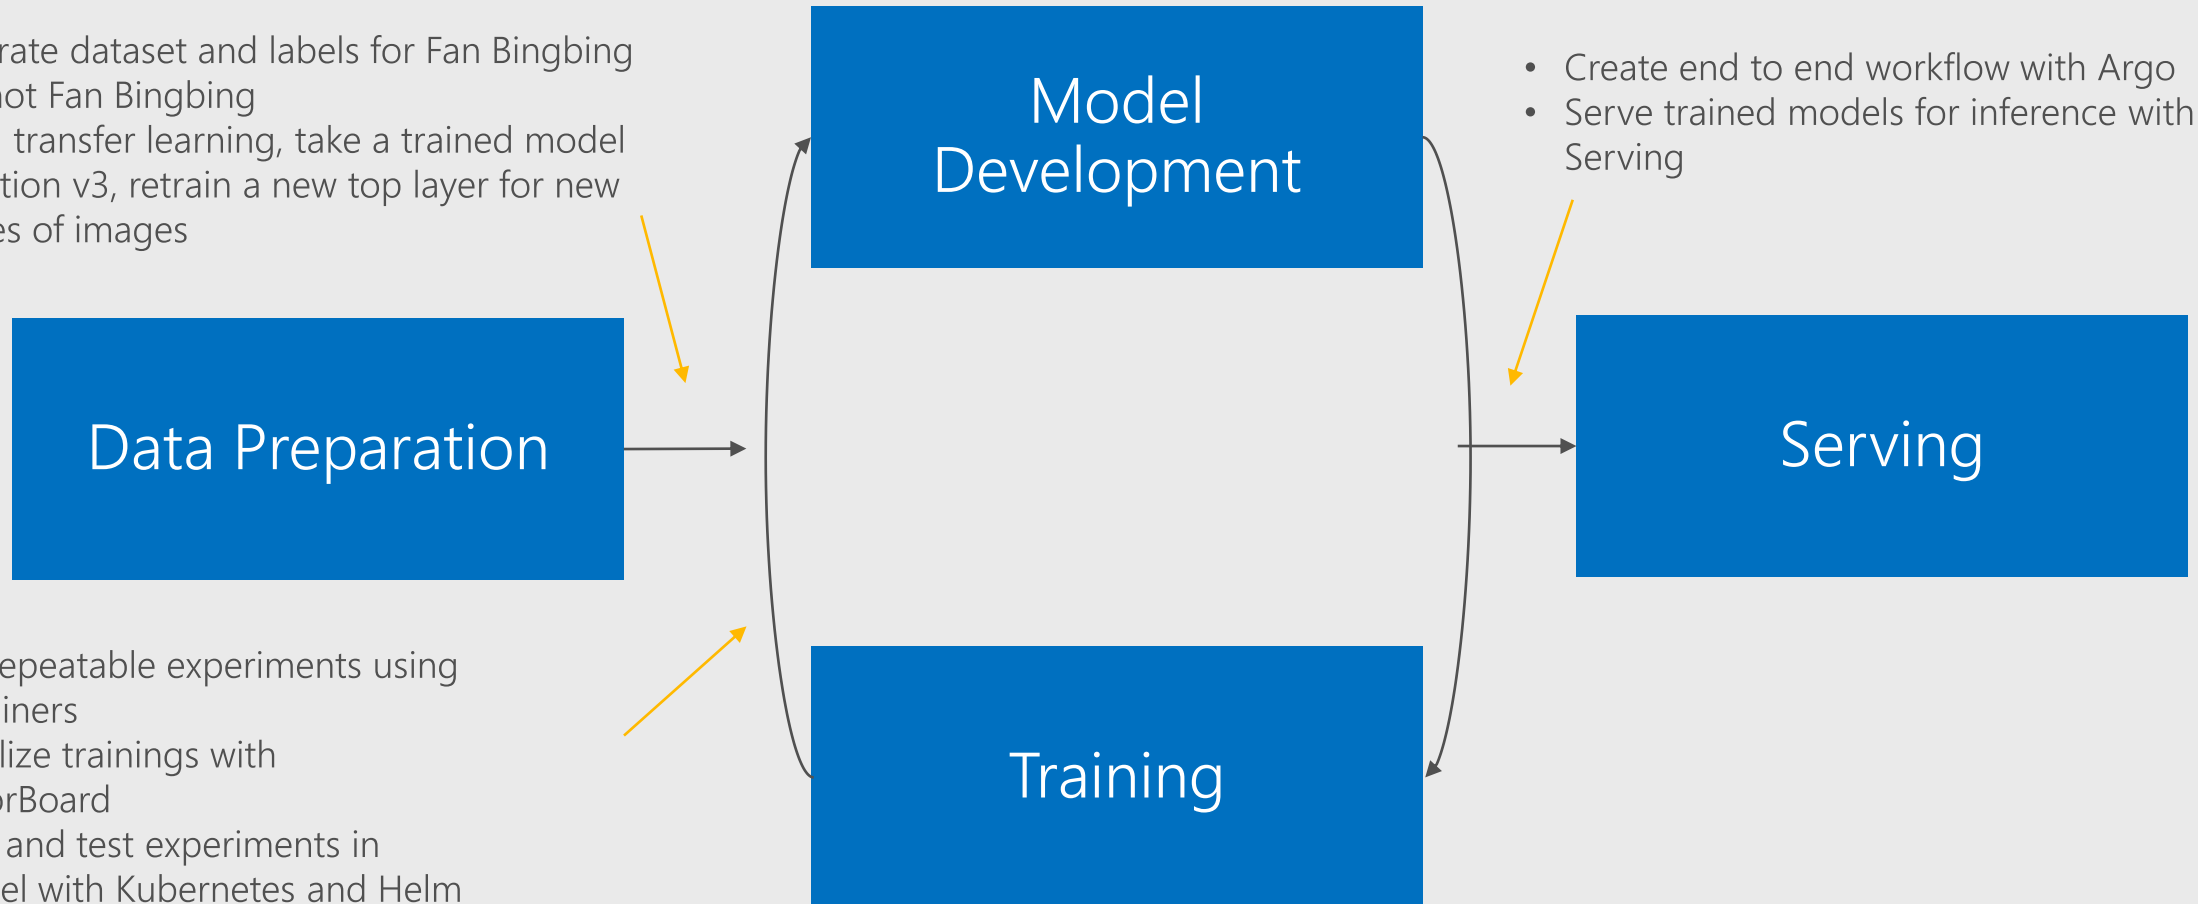 rate dataset and labels for Fan Bingbing
not Fan Bingbing
transfer learning, take a trained model
tion v3, retrain a new top layer for new
es of images
Model
Development
• Create end to end workflow with Argo
• Serve trained models for inference with
Serving
Data Preparation
Serving
epeatable experiments using
iners
lize trainings with
orBoard
and test experiments in
el with Kubernetes and Helm
Training